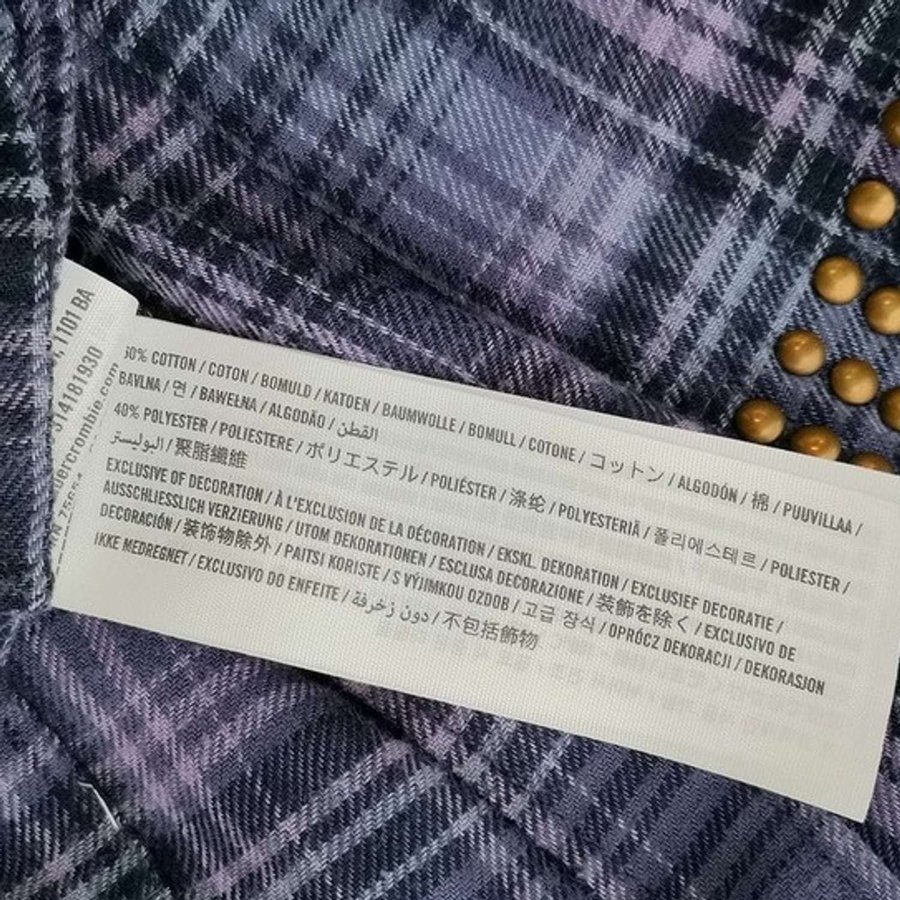 60% COTTON / COTON / BOMULD / KATOEN / BAUMWOLLE / BOMULL / COTONE / コットン / ALGODÓN / 棉 / PUUVILLAA /
BAVLNA / 면 / BAWEŁNA / ALGODÃO / القطن
40% POLYESTER / POLIESTERE / ポリエステル / POLIÉSTER / 涤纶 / POLYESTERIÄ / 폴리에스테르 / POLIESTER /
البوليستر / 聚脂纖維
EXCLUSIVE OF DECORATION / À L'EXCLUSION DE LA DÉCORATION / EKSKL. DEKORATION / EXCLUSIEF DECORATIE /
AUSSCHLIESSLICH VERZIERUNG / UTOM DEKORATIONEN / ESCLUSA DECORAZIONE / 装飾を除く / EXCLUSIVO DE
DECORACIÓN / 装饰物除外 / PAITSI KORISTE / S VÝJIMKOU OZDOB / 고급 장식 / OPRÓCZ DEKORACJI / DEKORASJON
IKKE MEDREGNET / EXCLUSIVO DO ENFEITE / دون زخرفة / 不包括飾物
1101 BA
314181930